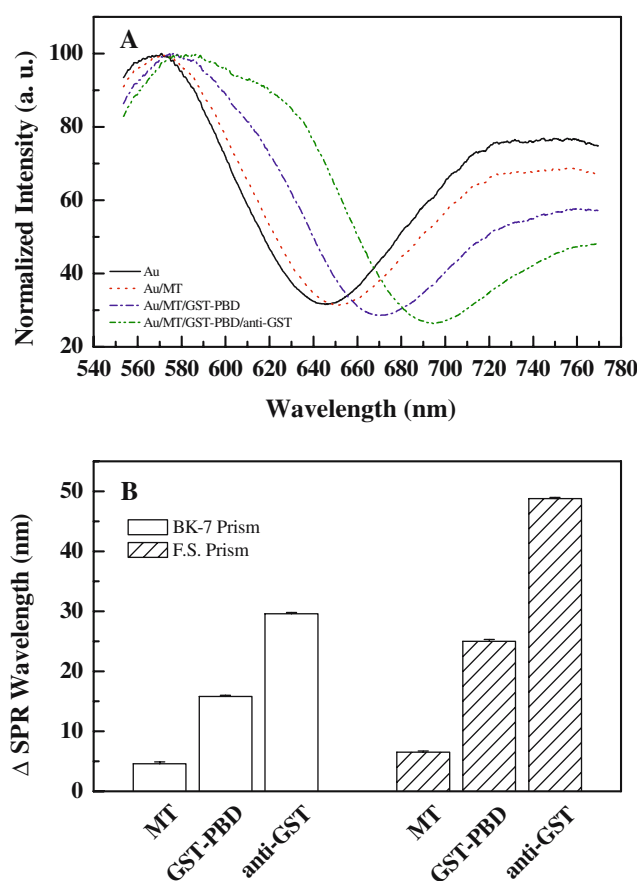 A
Normalized Intensity (a. u.)
100
80
60
40
20
Au
Au/MT
Au/MT/GST-PBD
Au/MT/GST-PBD/anti-GST
540 560 580 600 620 640 660 680 700 720 740 760 780
Wavelength (nm)
B
Δ SPR Wavelength (nm)
50
40
30
20
10
0
BK-7 Prism
F.S. Prism
MT
GST-PBD
anti-GST
MT
GST-PBD
anti-GST